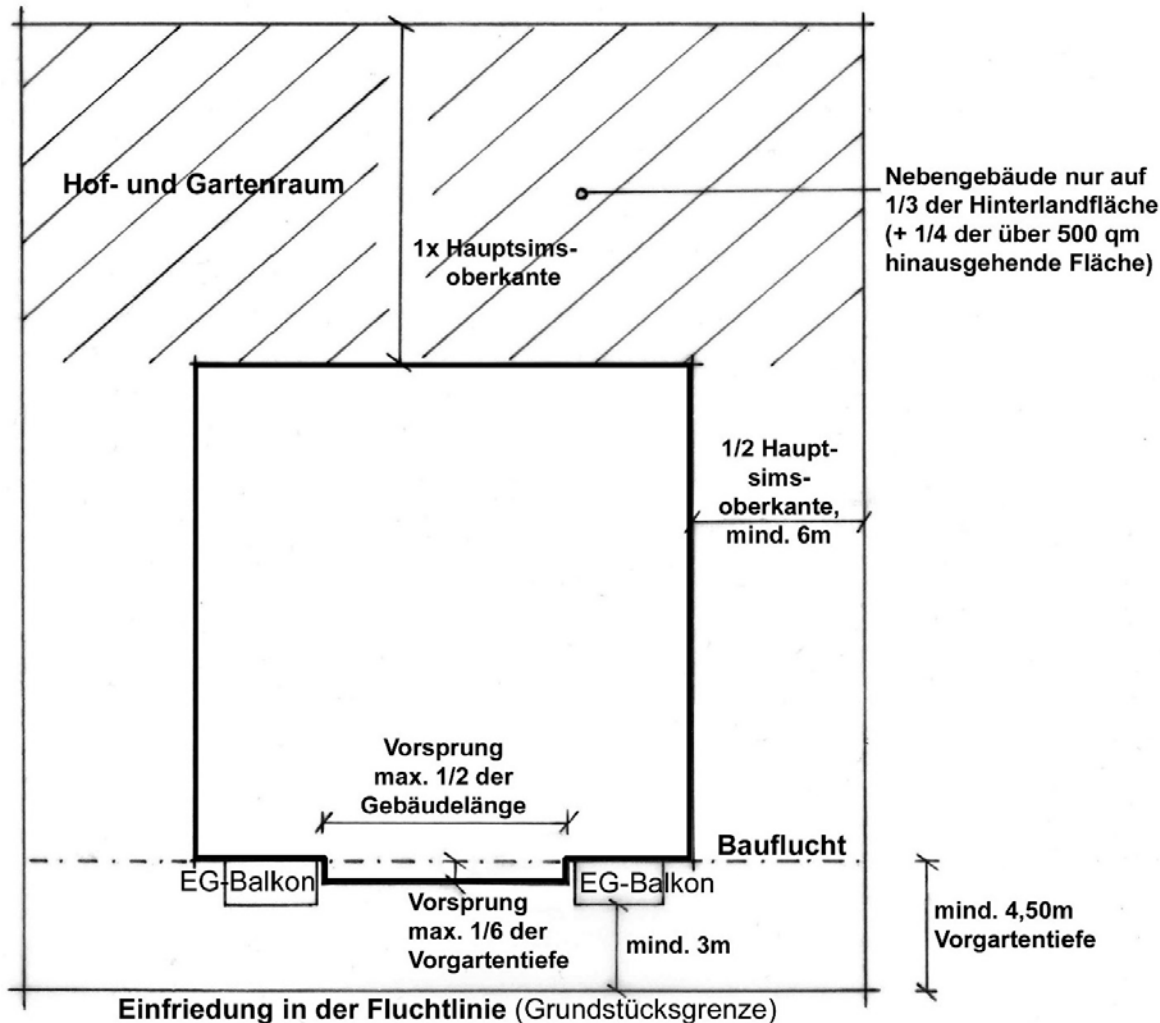 Hof- und Gartenraum
Nebengebäude nur auf
1/3 der Hinterlandfläche
(+ 1/4 der über 500 qm
hinausgehende Fläche)
1x Hauptsims-
oberkante
1/2 Haupt-
sims-
oberkante,
mind. 6m
Vorsprung
max. 1/2 der
Gebäudelänge
Bauflucht
EG-Balkon
EG-Balkon
Vorsprung
max. 1/6 der
Vorgartentiefe
mind. 3m
mind. 4,50m
Vorgartentiefe
Einfriedung in der Fluchtlinie (Grundstücksgrenze)